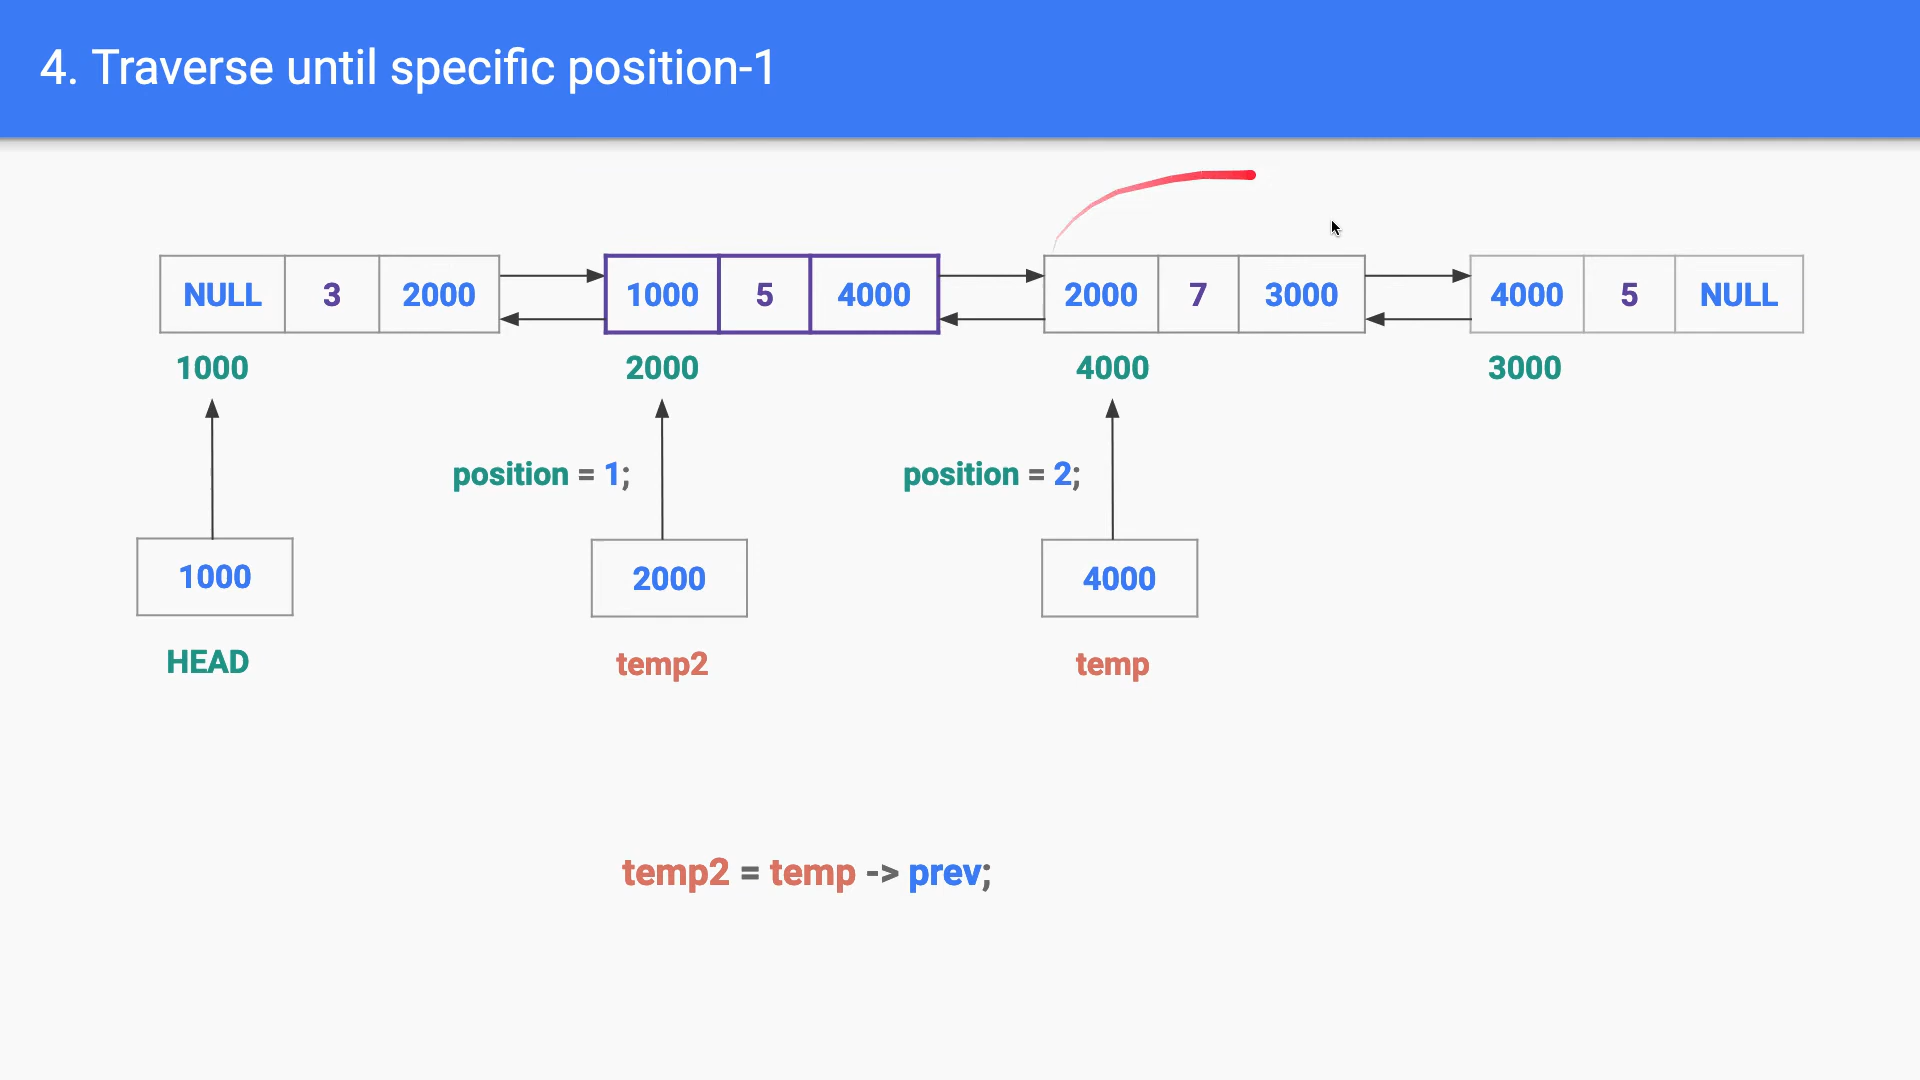 4. Traverse until specific position-1
NULL 3 2000
1000 5 4000
2000 7 3000
4000 5 NULL
1000
2000
4000
3000
position = 1;
position = 2;
1000
2000
4000
HEAD
temp2
temp
temp2 = temp -> prev;